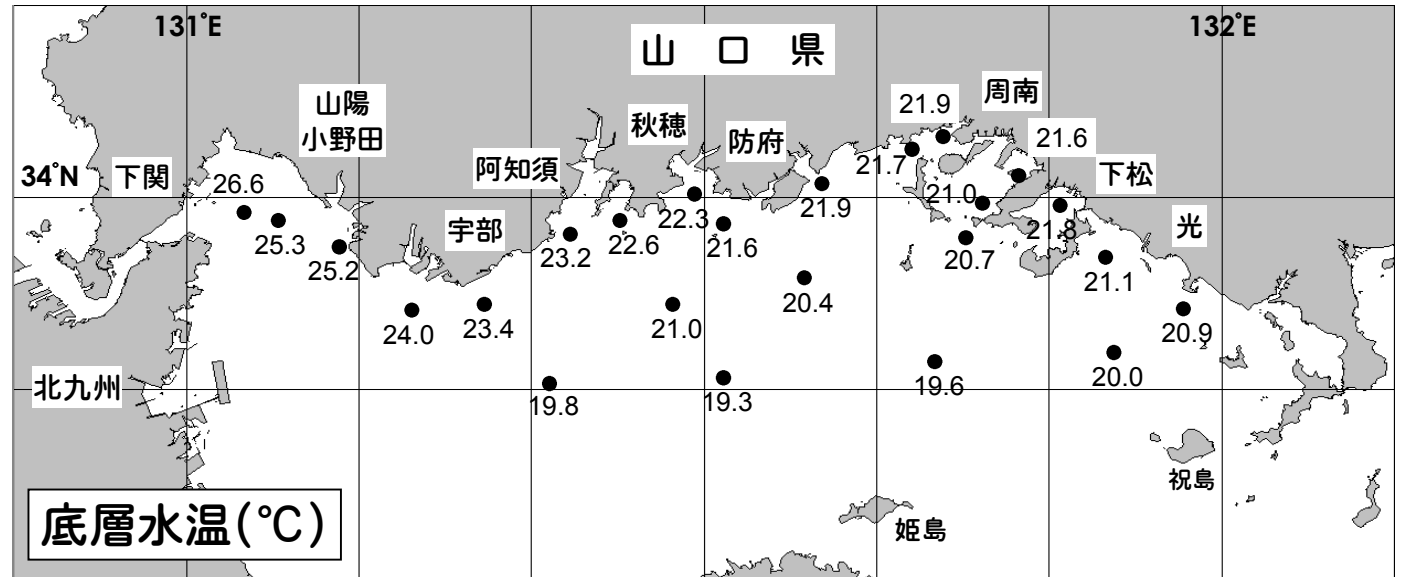 131°E
132°E
山 口 県
山陽
小野田
秋穂
防府
周南
21.9
21.6
21.7
34°N
下関
26.6
阿知須
下松
21.0
21.9
22.3
21.8
光
宇部
25.3
25.2
23.2
22.6
21.6
20.7
21.1
20.4
24.0
23.4
21.0
20.9
北九州
19.8
19.3
19.6
20.0
祝島
姫島
底層水温(℃)